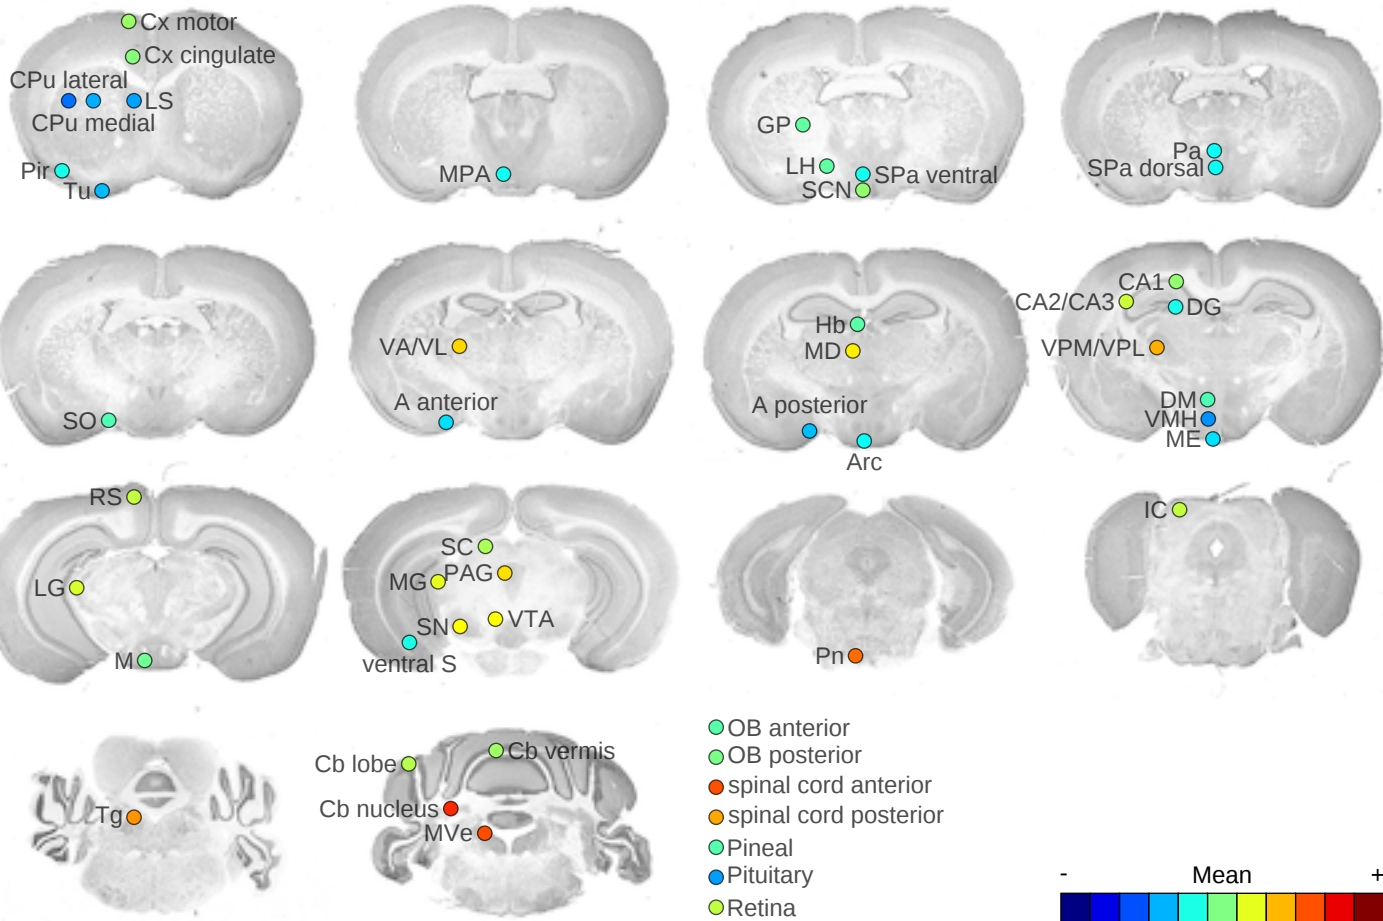 Cx motor
Cx cingulate
CPu lateral
LS
CPu medial
Pir
Tu
MPA
GP
LH
SPa ventral
SCN
Pa
SPa dorsal
SO
VA/VL
A anterior
Hb
MD
A posterior
Arc
CA1
CA2/CA3
DG
VPM/VPL
DM
VMH
ME
RS
LG
M
SC
MG
PAG
SN
VTA
ventral S
Pn
IC
Tg
Cb lobe
Cb vermis
Cb nucleus
MVe
OB anterior
OB posterior
spinal cord anterior
spinal cord posterior
Pineal
Pituitary
Retina
- Mean +